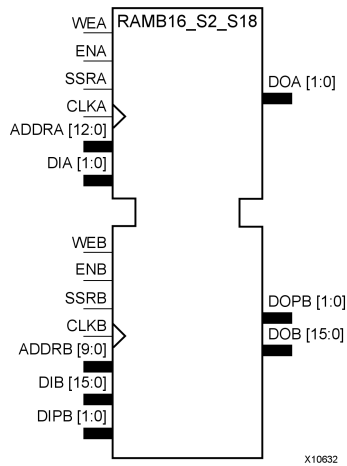 RAMB16_S2_S18
WEA
ENA
SSRA
CLKA
ADDRA [12:0]
DIA [1:0]
DOA [1:0]
WEB
ENB
SSRB
CLKB
ADDRB [9:0]
DIB [15:0]
DIPB [1:0]
DOPB [1:0]
DOB [15:0]
X10632